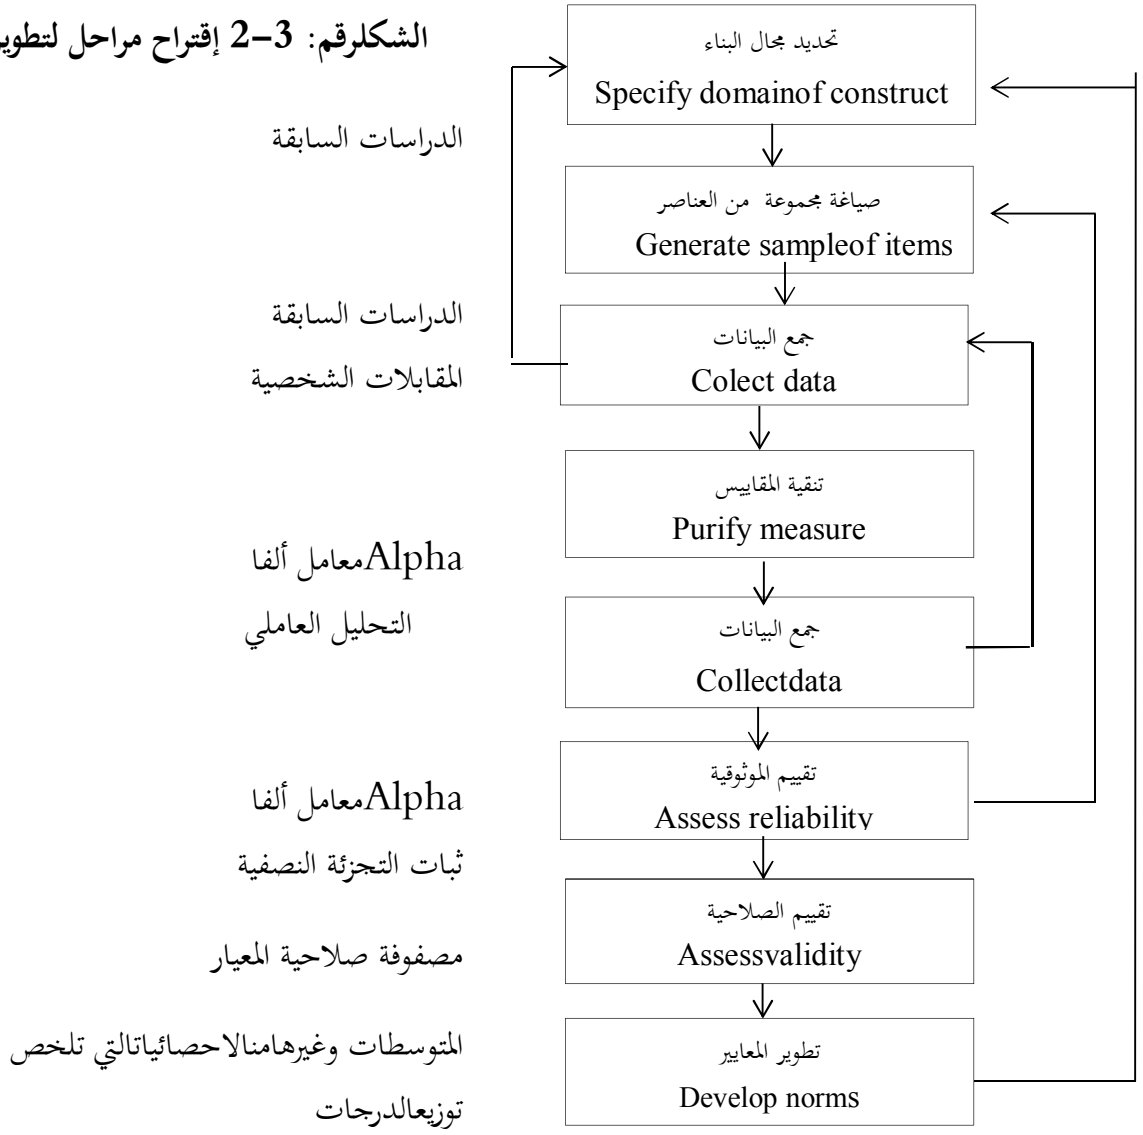 الشكلرقم: 3–2 إقتراح مراحل لتطوير
تحديد مجال البناء
Specify domainof construct
الدراسات السابقة
صياغة مجموعة من العناصر
Generate sampleof items
الدراسات السابقة
المقابلات الشخصية
جمع البيانات
Colect data
تنقية المقاييس
Purify measure
Alphaمعامل ألفا
التحليل العاملي
جمع البيانات
Collectdata
تقييم الموثوقية
Assess reliability
Alphaمعامل ألفا
ثبات التجزئة النصفية
تقييم الصلاحية
Assessvalidity
مصفوفة صلاحية المعيار
تطوير المعايير
Develop norms
المتوسطات وغيرهامنالاحصائياتالتي تلخص
توزيعالدرجات